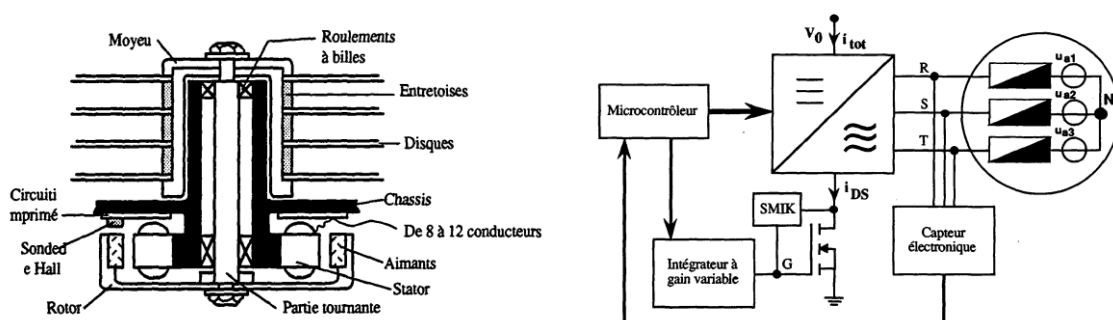 Moyeu
Roulements
à billes
Entretoises
Disques
Circuiti
mprimé
Chassis
Sonded
e Hall
De 8 à 12 conducteurs
Aimants
Stator
Rotor
Partie tournante
V0
itot
R
S
T
ua1
ua2
ua3
N
Microcontrôleur
iDS
SMIK
Intégrateur à
gain variable
G
Capteur
électronique